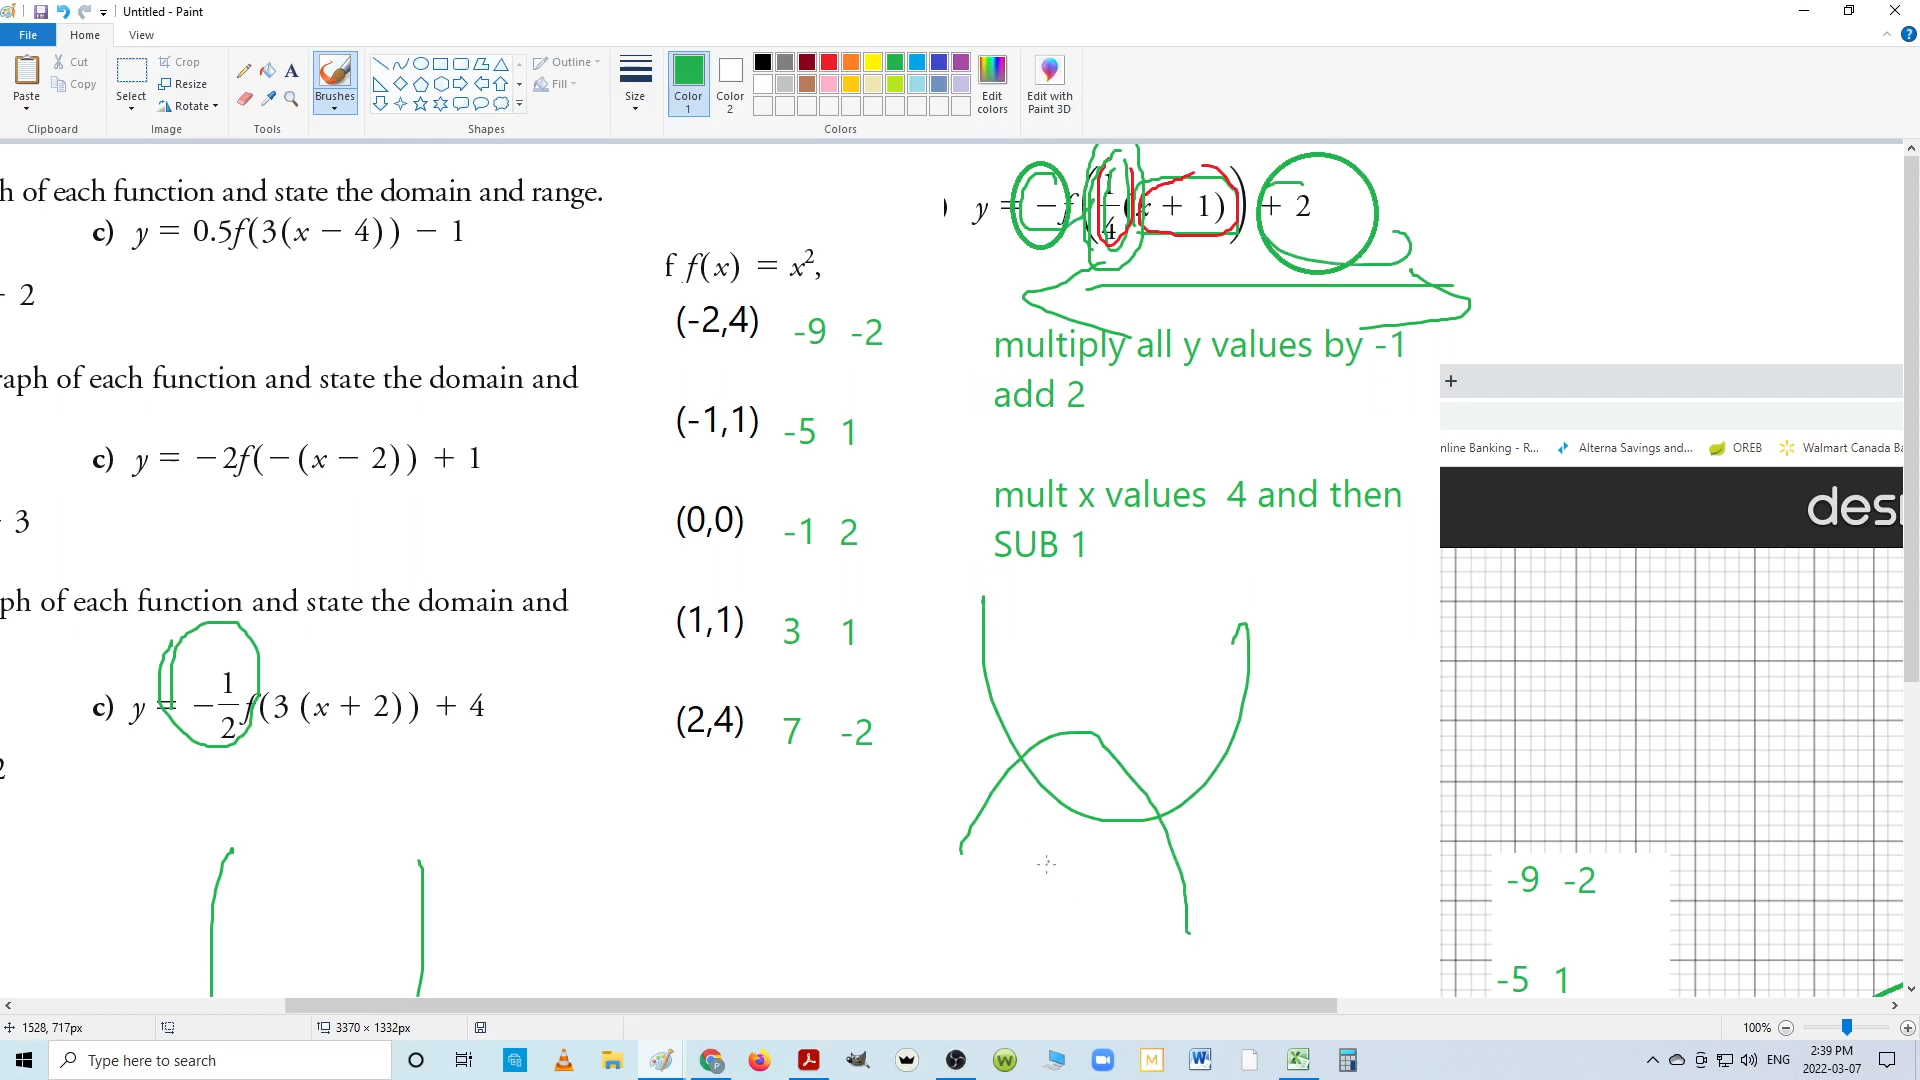 Untitled - Paint
File Home View
Paste Cut Copy Clipboard
Select Crop Resize Rotate Image
Tools
Brushes
Shapes Outline Fill
Size
Color 1 Color 2 Edit colors Colors
Edit with Paint 3D
h of each function and state the domain and range.
c) y = 0.5f(3(x − 4)) − 1
2
raph of each function and state the domain and
c) y = −2f(−(x − 2)) + 1
3
ph of each function and state the domain and
c) y = −1/2f(3 (x + 2)) + 4
2
) y = −f(1/4(x + 1)) + 2
f f(x) = x²,
(-2,4) -9 -2
(-1,1) -5 1
(0,0) -1 2
(1,1) 3 1
(2,4) 7 -2
multiply all y values by -1
add 2
mult x values 4 and then
SUB 1
+
nline Banking - R... Alterna Savings and... OREB Walmart Canada Ba
des
-9 -2
-5 1
1528, 717px 3370 × 1332px 100%
Type here to search
ENG 2:39 PM
2022-03-07